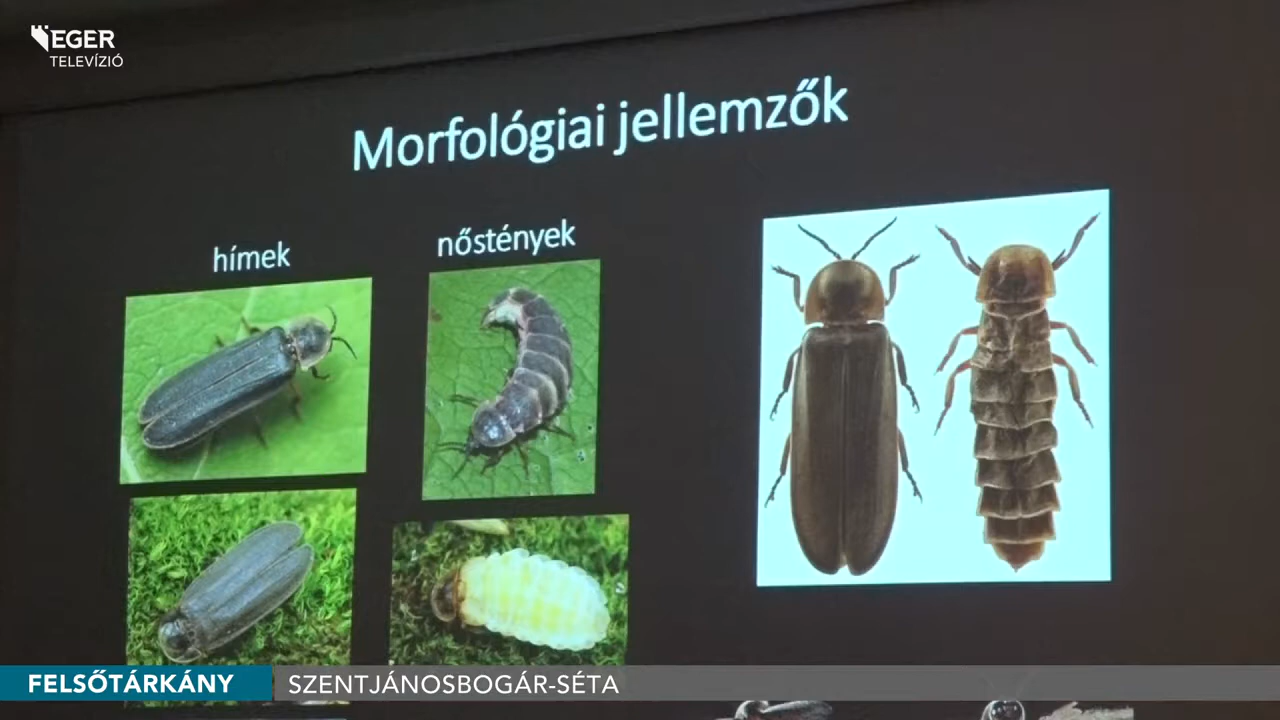 EGER
TELEVÍZIÓ
Morfológiai jellemzők
hímek
nőstények
FELSŐTÁRKÁNY
SZENTJÁNOSBOGÁR-SÉTA